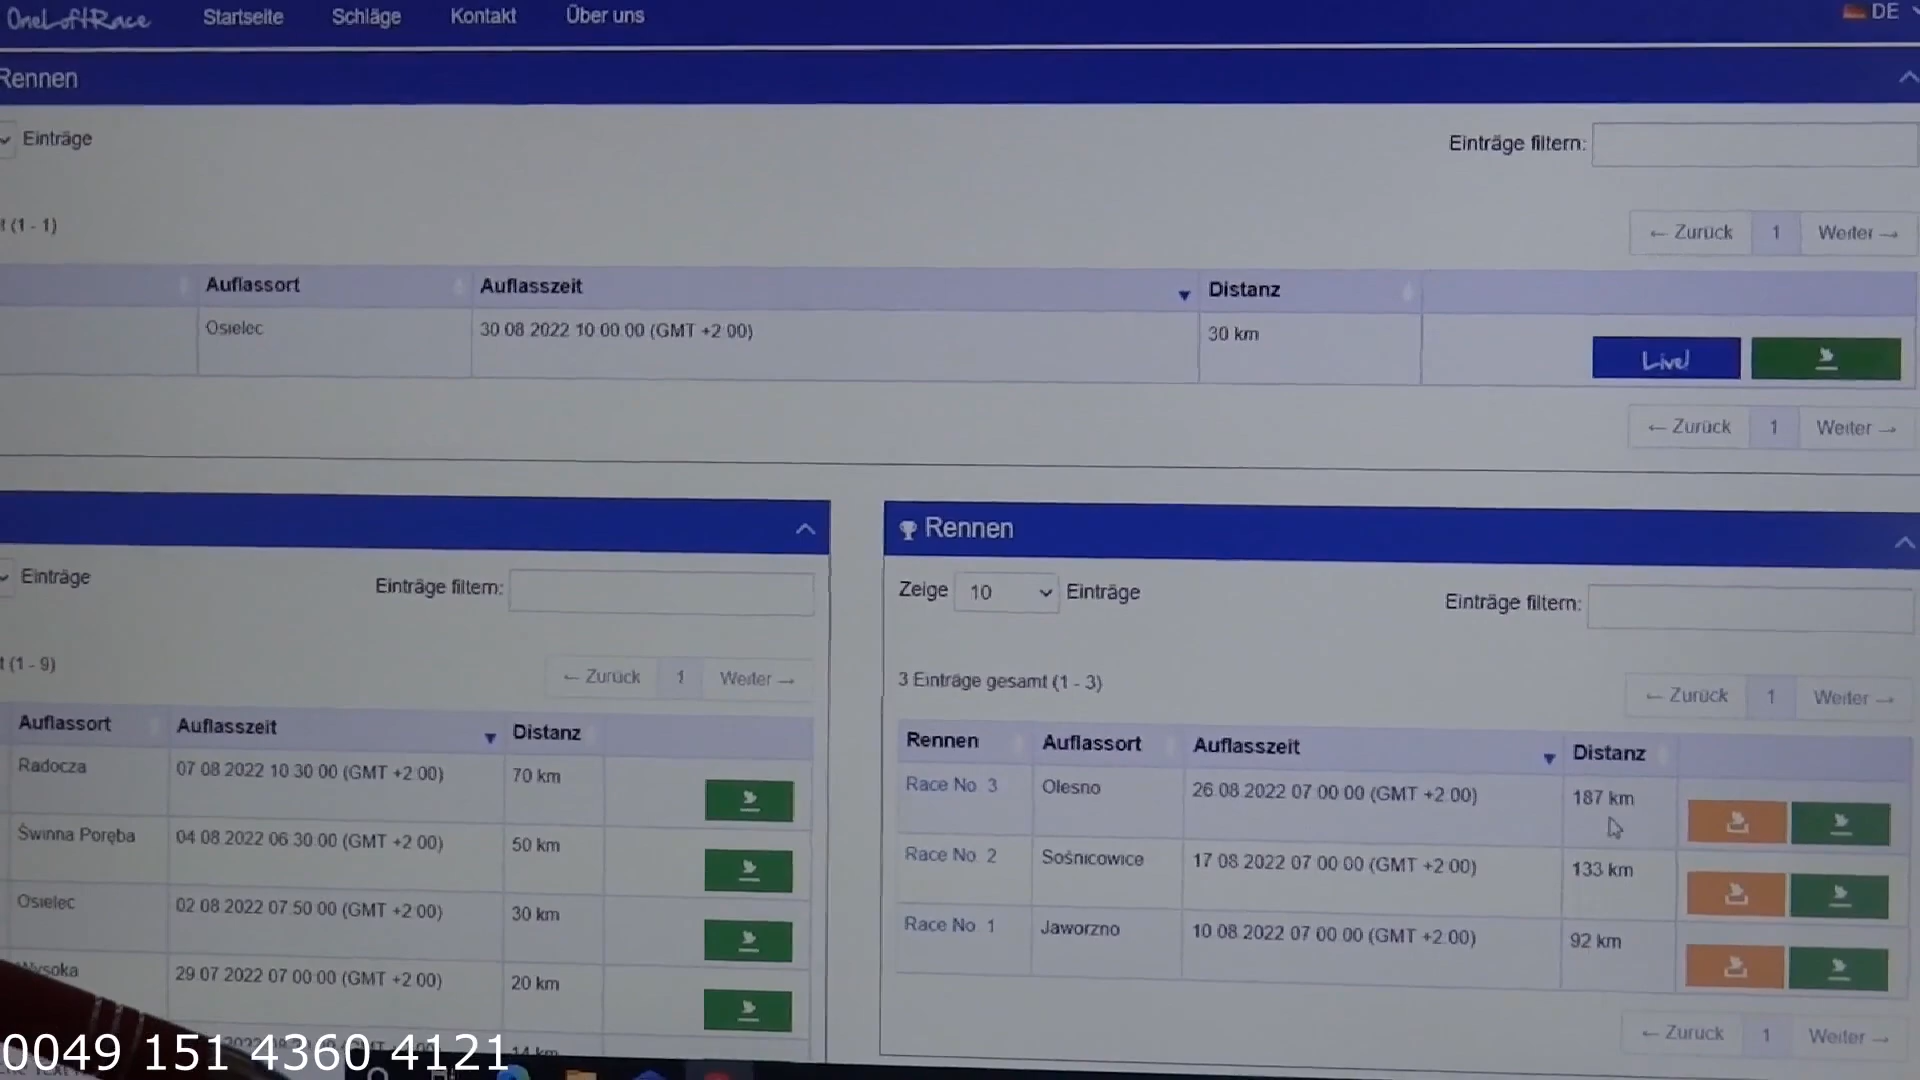 OneLoftRace Startseite Schläge Kontakt Über uns DE
Rennen
Einträge Einträge filtern:
(1 - 1)
← Zurück 1 Weiter →
Auflassort Auflasszeit Distanz
Osielec 30 08 2022 10:00 00 (GMT +2:00) 30 km Live!
← Zurück 1 Weiter →
Einträge Einträge filtern:
(1 - 9)
← Zurück 1 Weiter →
Auflassort Auflasszeit Distanz
Radocza 07 08 2022 10 30 00 (GMT +2 00) 70 km
Świnna Poręba 04 08 2022 06 30 00 (GMT +2 00) 50 km
Osielec 02 08 2022 07 50 00 (GMT +2 00) 30 km
Wysoka 29 07 2022 07 00 00 (GMT +2 00) 20 km
14 km
Rennen
Zeige 10 Einträge Einträge filtern:
3 Einträge gesamt (1 - 3)
← Zurück 1 Weiter →
Rennen Auflassort Auflasszeit Distanz
Race No 3 Olesno 26 08 2022 07 00 00 (GMT +2 00) 187 km
Race No 2 Sośnicowice 17 08 2022 07 00 00 (GMT +2 00) 133 km
Race No 1 Jaworzno 10 08 2022 07 00 00 (GMT +2:00) 92 km
← Zurück 1 Weiter →
0049 151 4360 4121